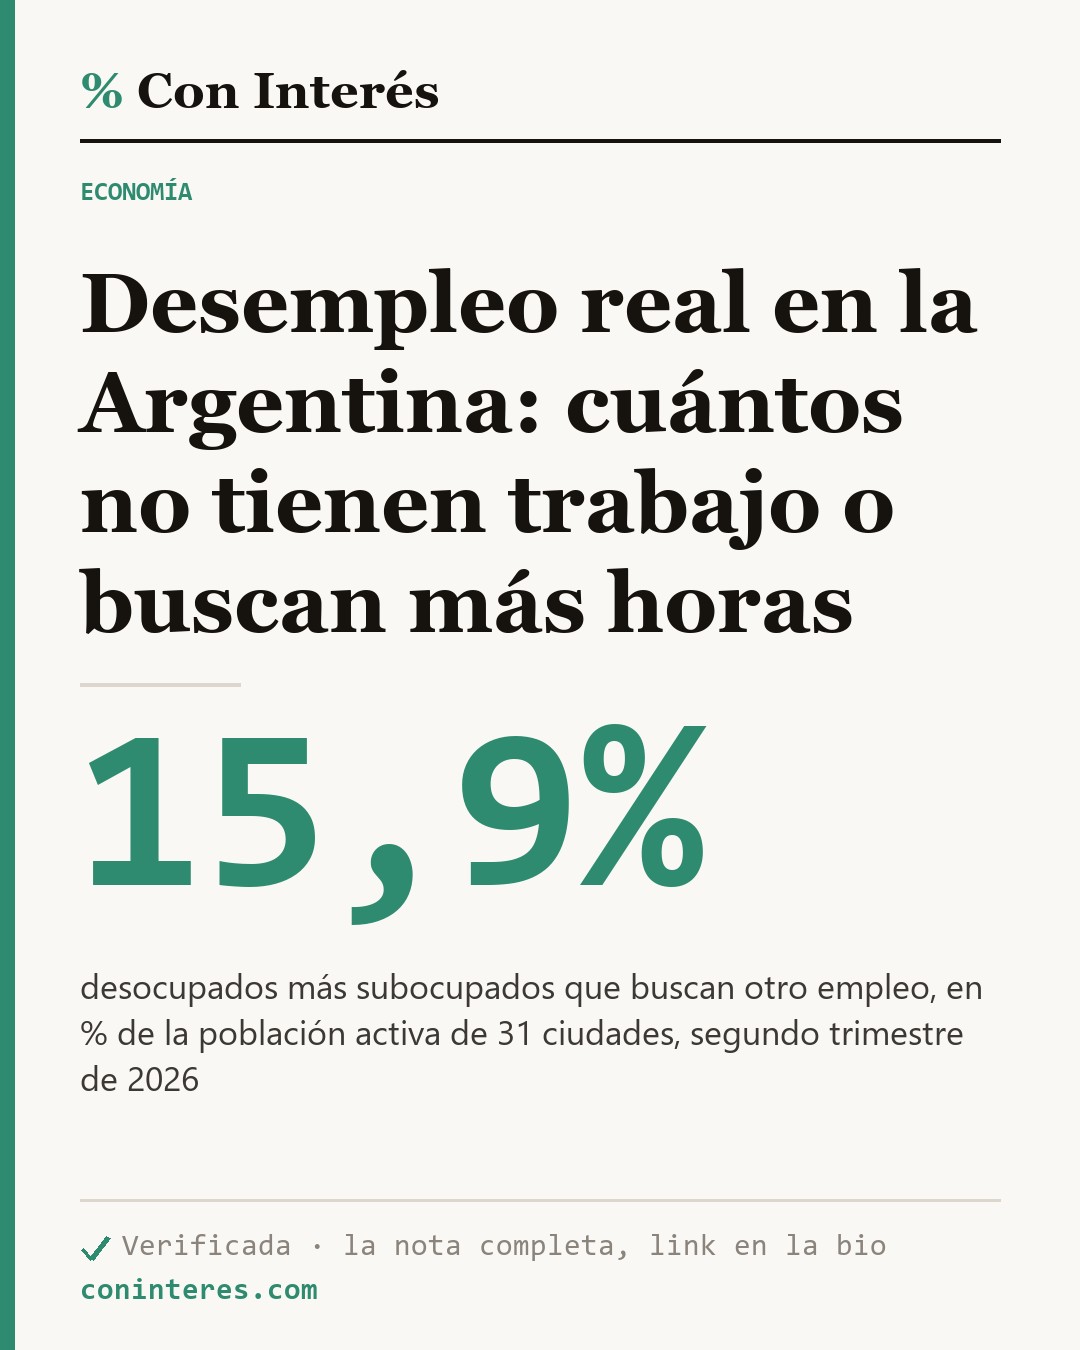 % Con Interés
ECONOMÍA
Desempleo real en la
Argentina: cuántos
no tienen trabajo o
buscan más horas
15,9%
desocupados más subocupados que buscan otro empleo, en
% de la población activa de 31 ciudades, segundo trimestre
de 2026
✓ Verificada · la nota completa, link en la bio
coninteres.com